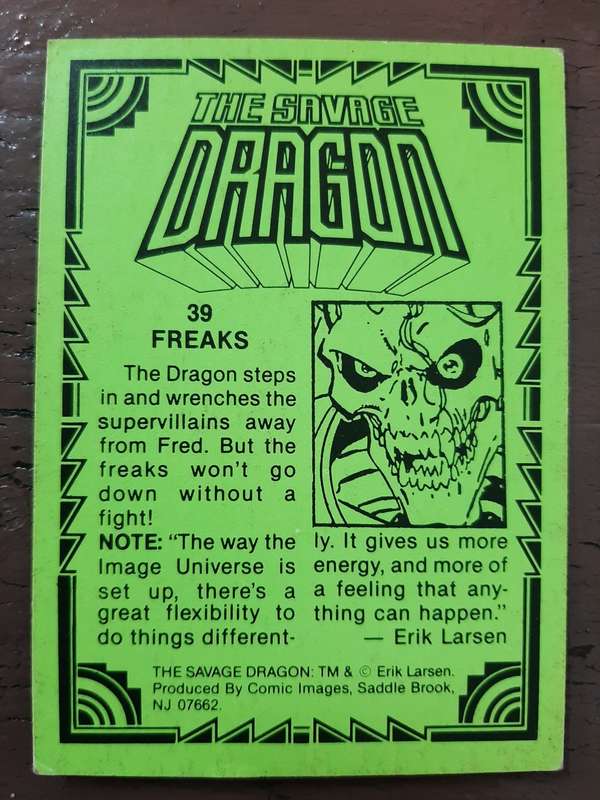 THE SAVAGE
DRAGON
39
FREAKS
The Dragon steps
in and wrenches the
supervillains away
from Fred. But the
freaks won't go
down without a
fight!
NOTE: “The way the
Image Universe is
set up, there's a
great flexibility to
do things different-
ly. It gives us more
energy, and more of
a feeling that any-
thing can happen.”
— Erik Larsen
THE SAVAGE DRAGON: TM & © Erik Larsen.
Produced By Comic Images, Saddle Brook,
NJ 07662.